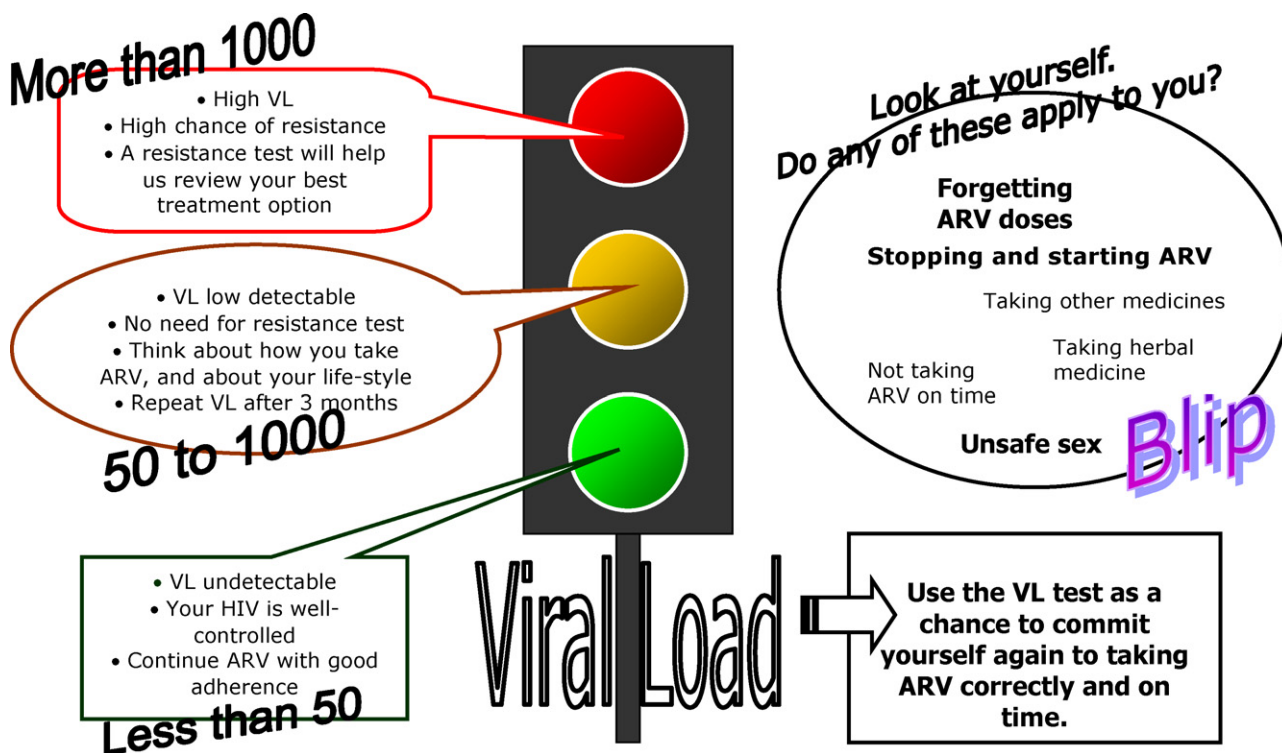 More than 1000
• High VL
• High chance of resistance
• A resistance test will help
us review your best
treatment option
• VL low detectable
• No need for resistance test
• Think about how you take
ARV, and about your life-style
• Repeat VL after 3 months
50 to 1000
• VL undetectable
• Your HIV is well-
controlled
• Continue ARV with good
adherence
Less than 50
Viral Load
Look at yourself.
Do any of these apply to you?
Forgetting
ARV doses
Stopping and starting ARV
Taking other medicines
Taking herbal
medicine
Not taking
ARV on time
Unsafe sex
Blip
Use the VL test as a
chance to commit
yourself again to taking
ARV correctly and on
time.